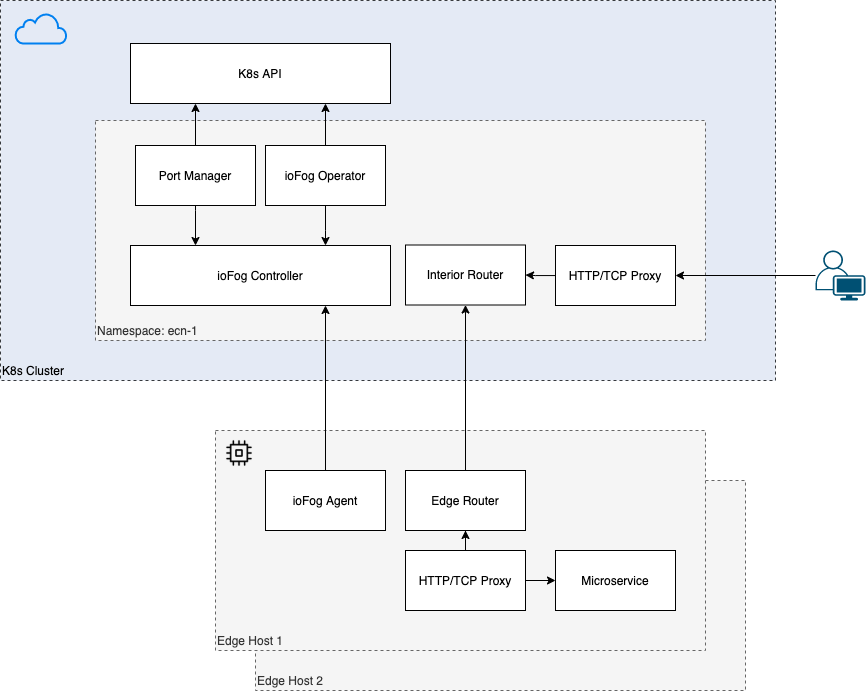 K8s API
Port Manager
ioFog Operator
ioFog Controller
Interior Router
HTTP/TCP Proxy
Namespace: ecn-1
K8s Cluster
ioFog Agent
Edge Router
HTTP/TCP Proxy
Microservice
Edge Host 1
Edge Host 2